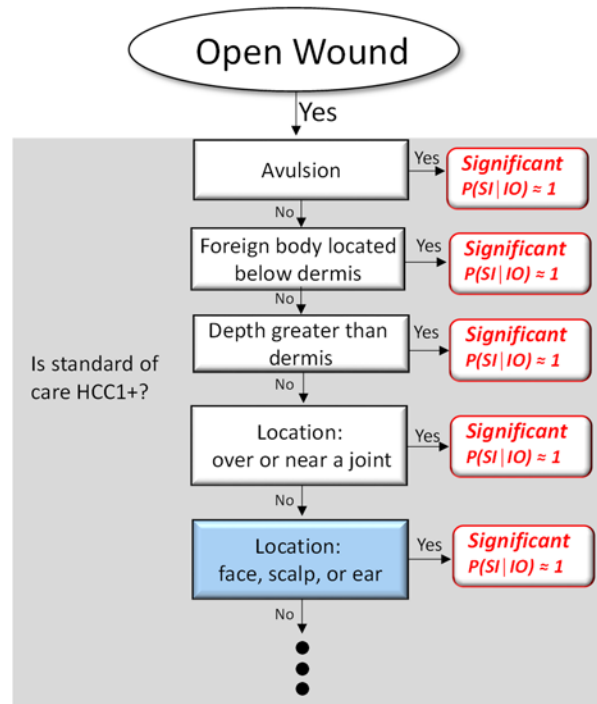 Open Wound
Yes
Avulsion
Yes
Significant
P(SI|IO) ≈ 1
No
Foreign body located
below dermis
Yes
Significant
P(SI|IO) ≈ 1
No
Depth greater than
dermis
Yes
Significant
P(SI|IO) ≈ 1
Is standard of
care HCC1+?
No
Location:
over or near a joint
Yes
Significant
P(SI|IO) ≈ 1
No
Location:
face, scalp, or ear
Yes
Significant
P(SI|IO) ≈ 1
No